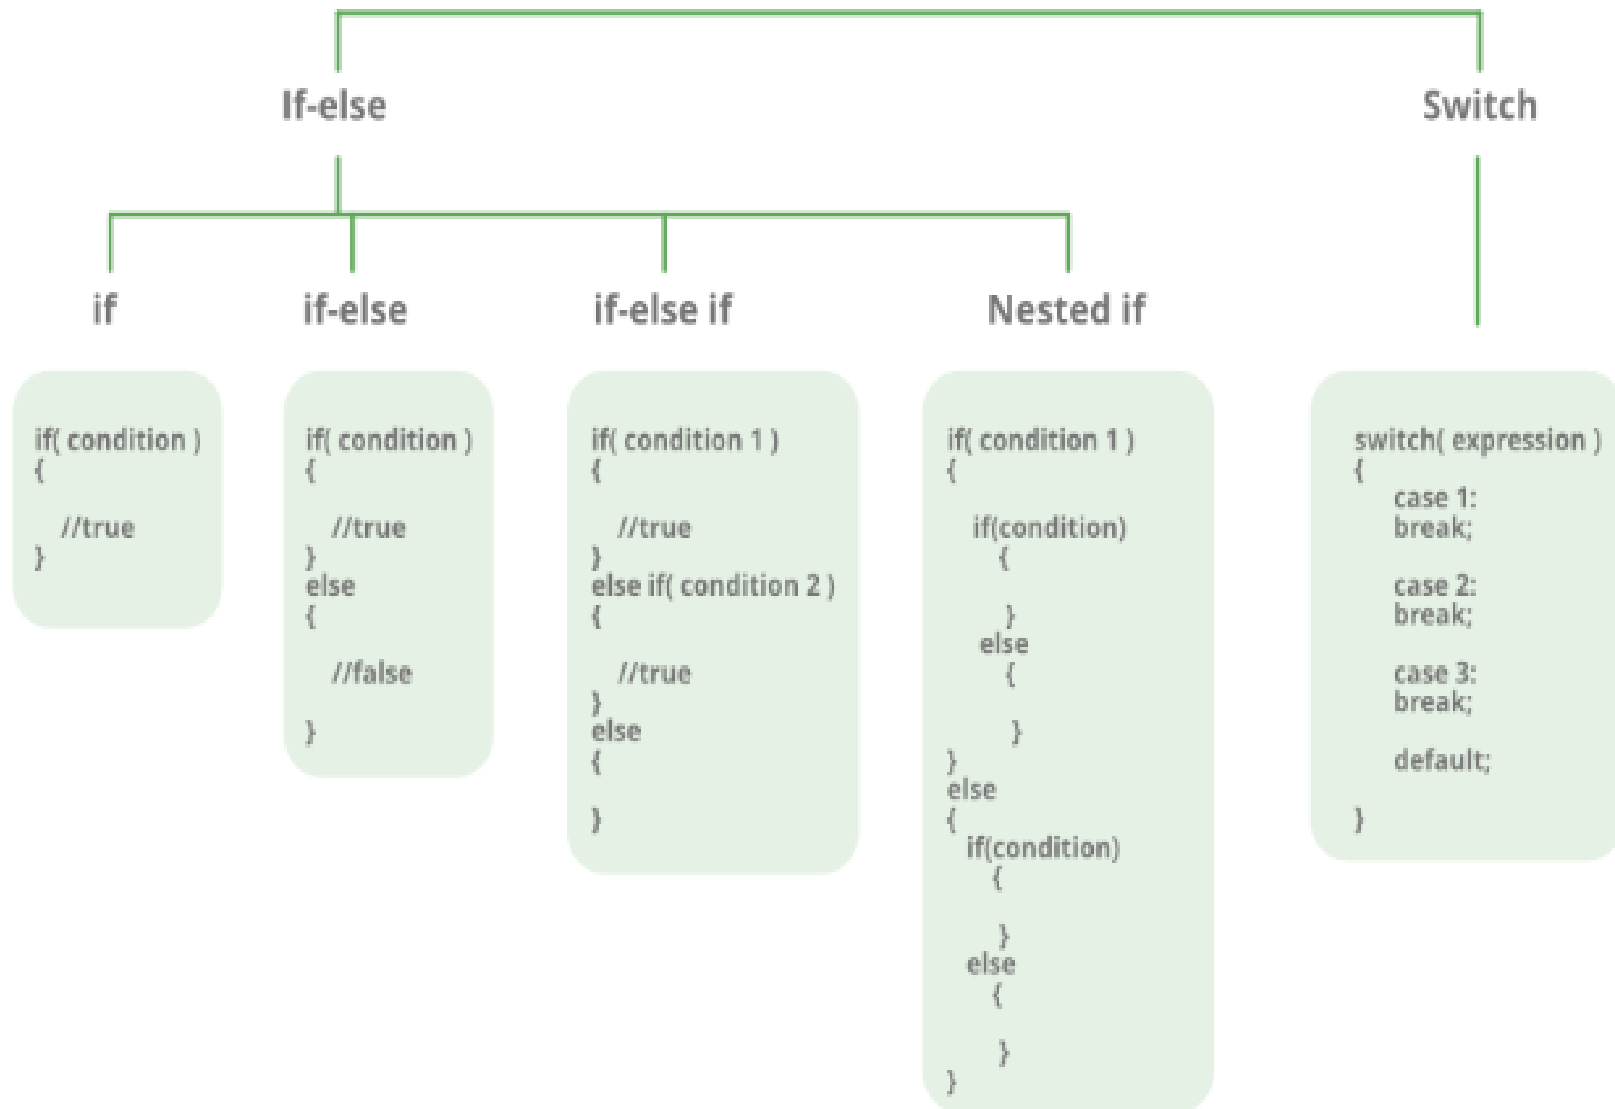 If-else
Switch
if
if-else
if-else if
Nested if
if( condition )
{
//true
}
if( condition )
{
//true
}
else
{
//false
}
if( condition 1 )
{
//true
}
else if( condition 2 )
{
//true
}
else
{
}
if( condition 1 )
{
if(condition)
{
}
else
{
}
}
else
{
if(condition)
{
}
else
{
}
}
switch( expression )
{
case 1:
break;
case 2:
break;
case 3:
break;
default;
}